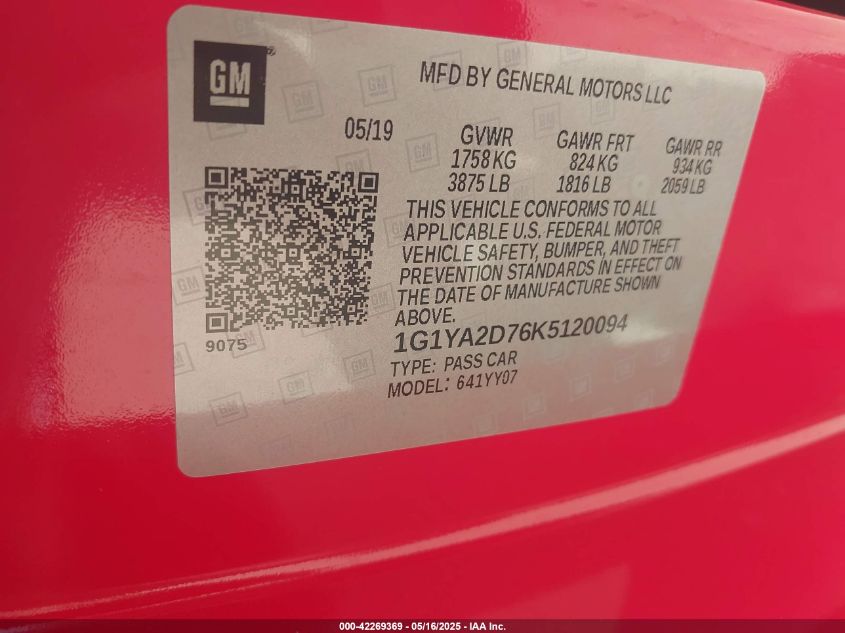 GM
MFD BY GENERAL MOTORS LLC
05/19
GVWR GAWR FRT GAWR RR
1758 KG 824 KG 934 KG
3875 LB 1816 LB 2059 LB
THIS VEHICLE CONFORMS TO ALL
APPLICABLE U.S. FEDERAL MOTOR
VEHICLE SAFETY, BUMPER, AND THEFT
PREVENTION STANDARDS IN EFFECT ON
THE DATE OF MANUFACTURE SHOWN
ABOVE.
9075
1G1YA2D76K5120094
TYPE: PASS CAR
MODEL: 641YY07
000-42269369 - 05/16/2025 - IAA Inc.